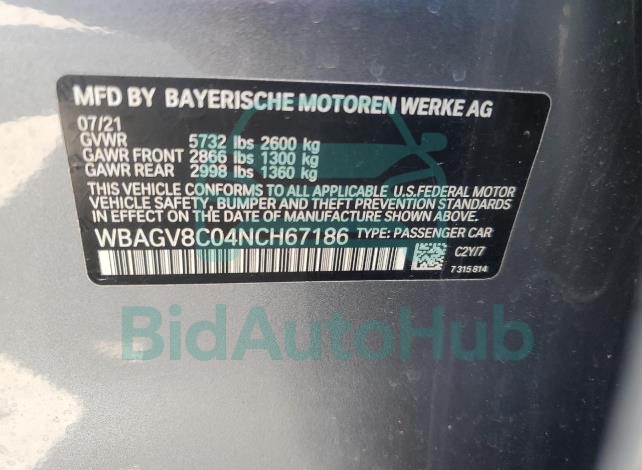 MFD BY BAYERISCHE MOTOREN WERKE AG
07/21
GVWR 5732 lbs 2600 kg
GAWR FRONT 2866 lbs 1300 kg
GAWR REAR 2998 lbs 1360 kg
THIS VEHICLE CONFORMS TO ALL APPLICABLE U.S.FEDERAL MOTOR
VEHICLE SAFETY, BUMPER AND THEFT PREVENTION STANDARDS
IN EFFECT ON THE DATE OF MANUFACTURE SHOWN ABOVE.
WBAGV8C04NCH67186 TYPE: PASSENGER CAR
C2Y/7
7 315 814
BidAutoHub